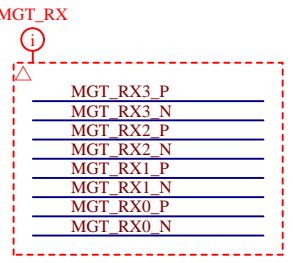 MGT_RX
i
MGT_RX3_P
MGT_RX3_N
MGT_RX2_P
MGT_RX2_N
MGT_RX1_P
MGT_RX1_N
MGT_RX0_P
MGT_RX0_N